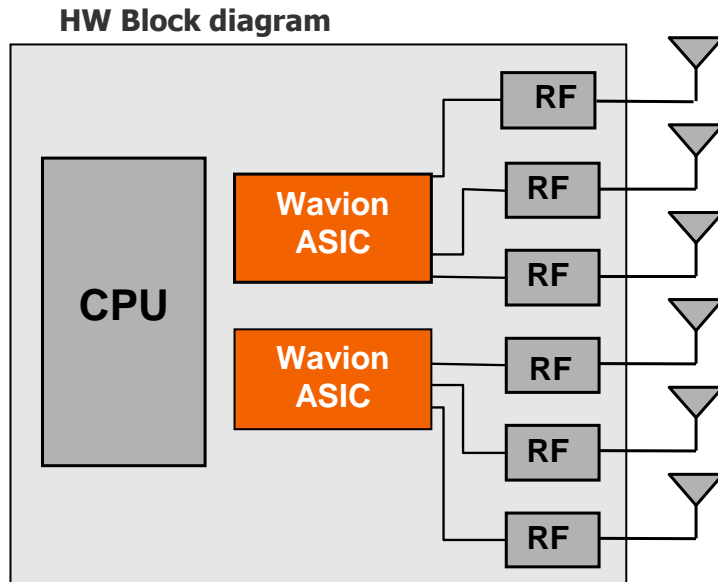 HW Block diagram
RF
RF
Wavion
ASIC
RF
CPU
Wavion
ASIC
RF
RF
RF